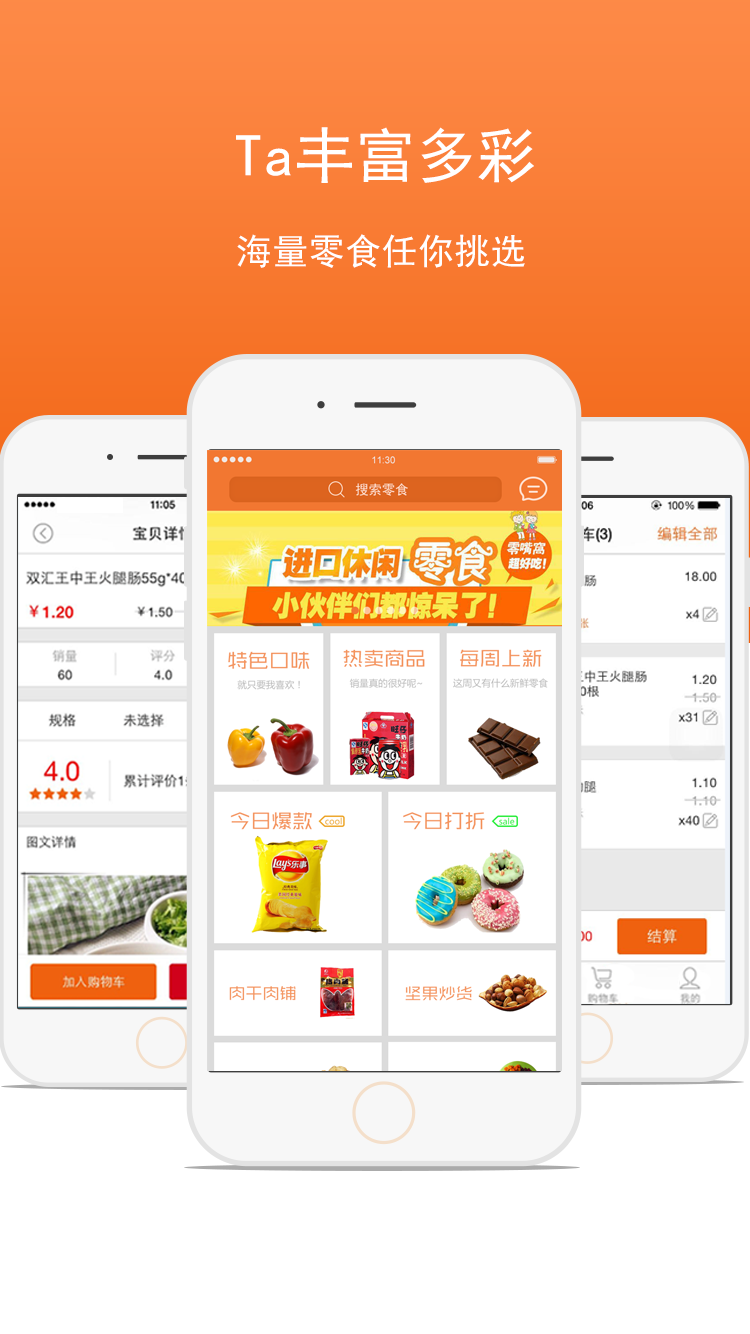 Ta丰富多彩
海量零食任你挑选
11:05
宝贝详情
双汇王中王火腿肠55g*40
￥1.20
￥1.50
销量
评分
60
4.0
规格
未选择
4.0
累计评价1
图文详情
加入购物车
11:30
搜索零食
进口休闲零食
零嘴窝
超好吃!
小伙伴们都惊呆了!
特色口味
就只要我喜欢！
热卖商品
销量真的很好呢~
每周上新
这周又有什么新鲜零食
旺仔
牛奶
今日爆款
cool
Lay's乐事
今日打折
sale
肉干肉铺
坚果炒货
06
100%
车(3)
编辑全部
肠
18.00
x4
中王火腿肠
0根
1.20
1.50
x31
腿
1.10
1.10
x40
00
结算
购物车
我的